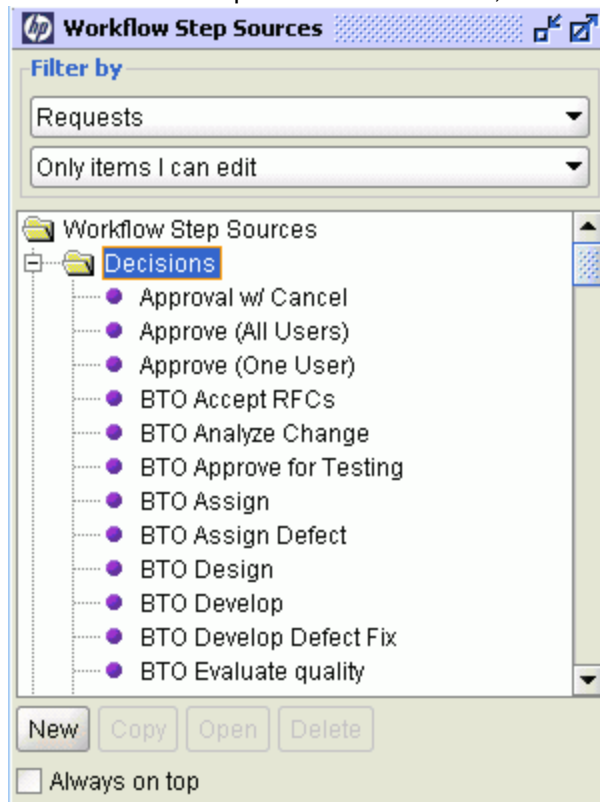 hp Workflow Step Sources
Filter by
Requests
Only items I can edit
Workflow Step Sources
Decisions
Approval w/ Cancel
Approve (All Users)
Approve (One User)
BTO Accept RFCs
BTO Analyze Change
BTO Approve for Testing
BTO Assign
BTO Assign Defect
BTO Design
BTO Develop
BTO Develop Defect Fix
BTO Evaluate quality
New Copy Open Delete
Always on top